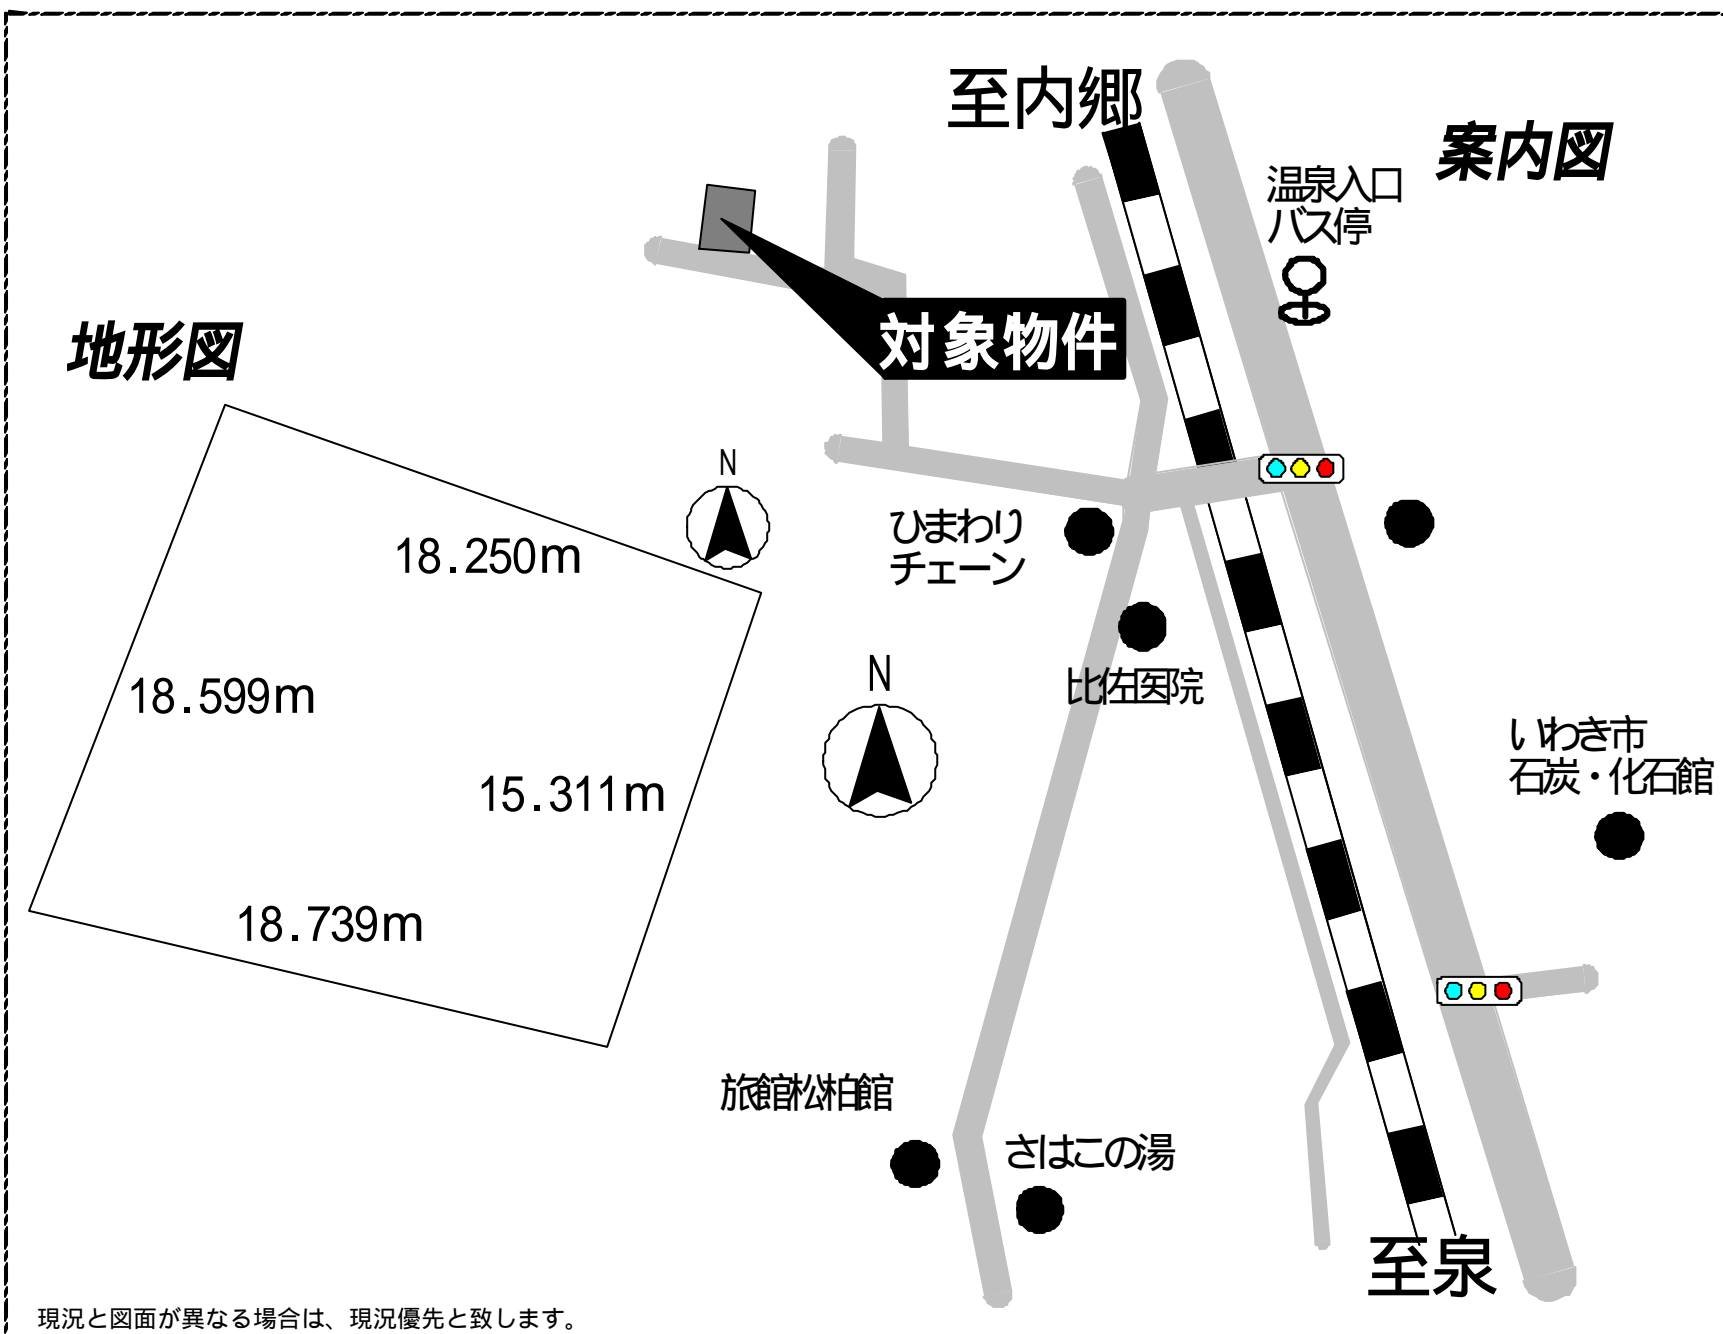 至内郷
案内図
温泉入口
バス停
対象物件
地形図
N
18.250m
ひまわり
チェーン
18.599m
N
比佐医院
いわき市
石炭・化石館
15.311m
18.739m
旅館松柏館
さはこの湯
至泉
現況と図面が異なる場合は、現況優先と致します。